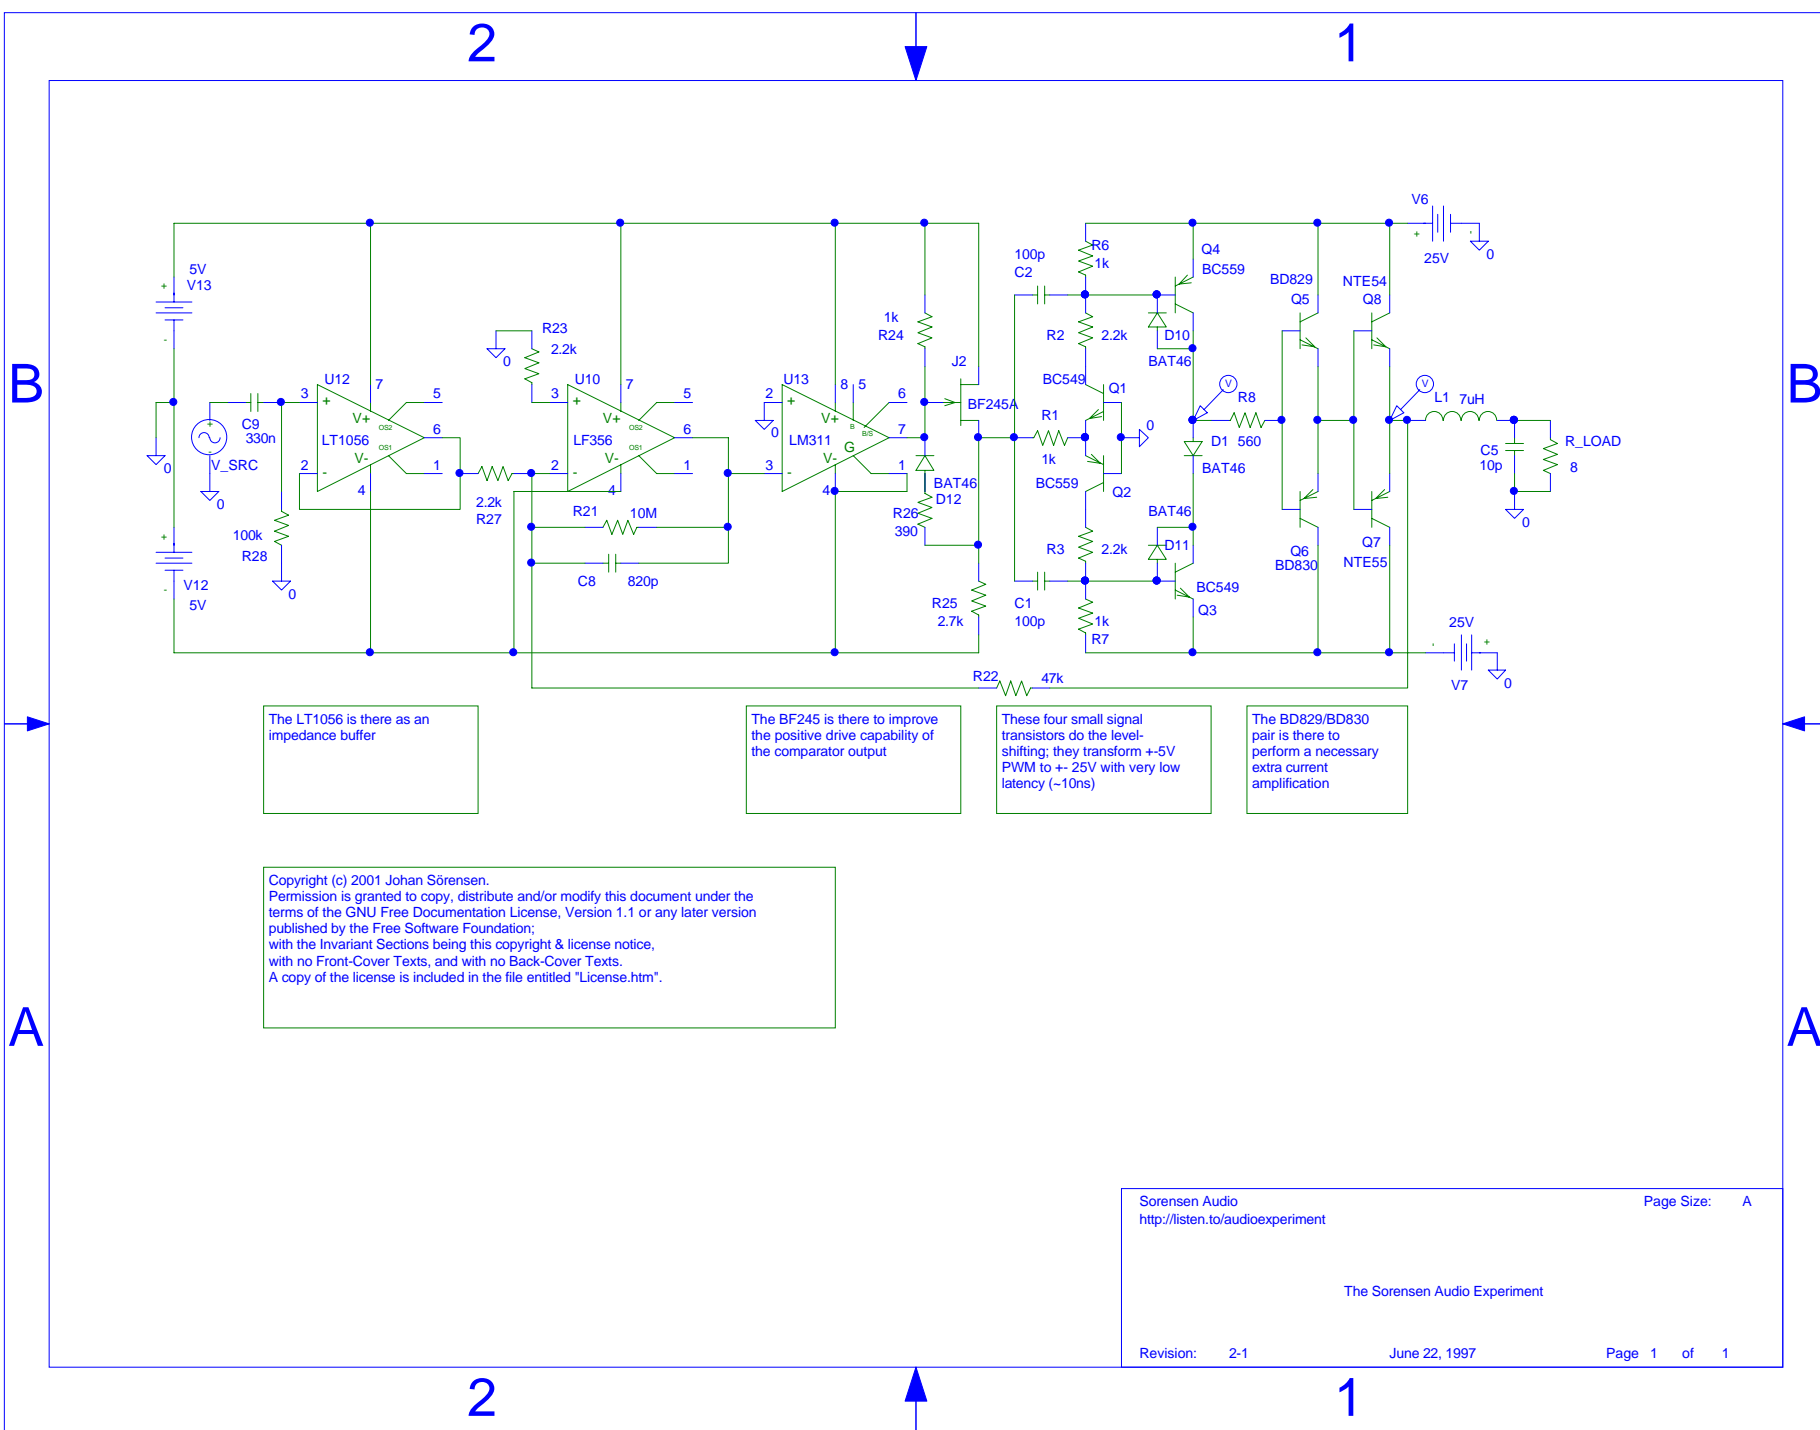 2
1
B
B
A
A
2
1
5V
V13
+
-
0
C9
330n
+
-
V_SRC
0
+
V12
-
5V
100k
R28
0
U12
3
+
7
5
V+
OS2
LT1056
6
OS1
V-
2
-
1
4
2.2k
R27
R23
2.2k
0
U10
3
+
7
5
V+
OS2
LF356
6
OS1
V-
2
-
1
4
R21
10M
C8
820p
U13
2
+
8
5
6
0
V+
B
B/S
LM311
G
7
V-
3
-
1
4
1k
R24
J2
BF245A
BAT46
D12
R26
390
R25
2.7k
100p
C2
R6
1k
Q4
BC559
R2
2.2k
D10
BAT46
BC549
Q1
R1
1k
0
BC559
Q2
R3
2.2k
BAT46
D11
C1
100p
1k
R7
BC549
Q3
V
R8
560
D1
BAT46
BD829
Q5
NTE54
Q8
V
L1
7uH
C5
10p
R_LOAD
8
0
Q6
BD830
Q7
NTE55
V6
+
-
25V
0
25V
-
+
V7
0
R22
47k
The LT1056 is there as an
impedance buffer
The BF245 is there to improve
the positive drive capability of
the comparator output
These four small signal
transistors do the level-
shifting; they transform +-5V
PWM to +- 25V with very low
latency (~10ns)
The BD829/BD830
pair is there to
perform a necessary
extra current
amplification
Copyright (c) 2001 Johan Sörensen.
Permission is granted to copy, distribute and/or modify this document under the
terms of the GNU Free Documentation License, Version 1.1 or any later version
published by the Free Software Foundation;
with the Invariant Sections being this copyright & license notice,
with no Front-Cover Texts, and with no Back-Cover Texts.
A copy of the license is included in the file entitled "License.htm".
Sorensen Audio
http://listen.to/audioexperiment
Page Size: A
The Sorensen Audio Experiment
Revision: 2-1 June 22, 1997 Page 1 of 1